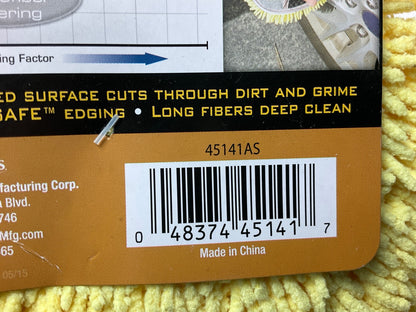 ering
ing Factor
ED SURFACE CUTS THROUGH DIRT AND GRIME
SAFE™ EDGING • LONG FIBERS DEEP CLEAN
45141AS
facturing Corp.
Blvd.
746
Mfg.com
65
0 48374 45141 7
Made in China
05/15